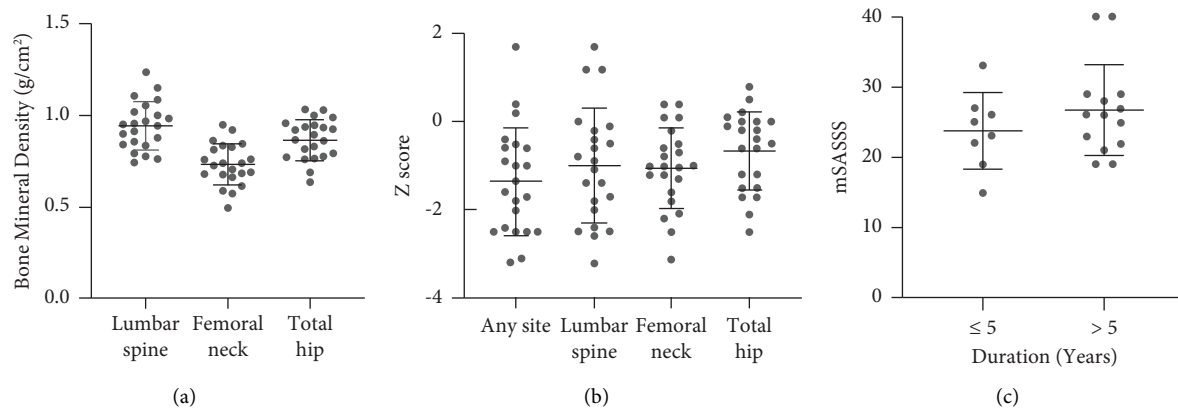 Bone Mineral Density (g/cm²)
1.5
1.0
0.5
0.0
Lumbar spine
Femoral neck
Total hip
(a)
Z score
2
0
-2
-4
Any site
Lumbar spine
Femoral neck
Total hip
(b)
mSASSS
40
30
20
10
0
≤ 5
> 5
Duration (Years)
(c)